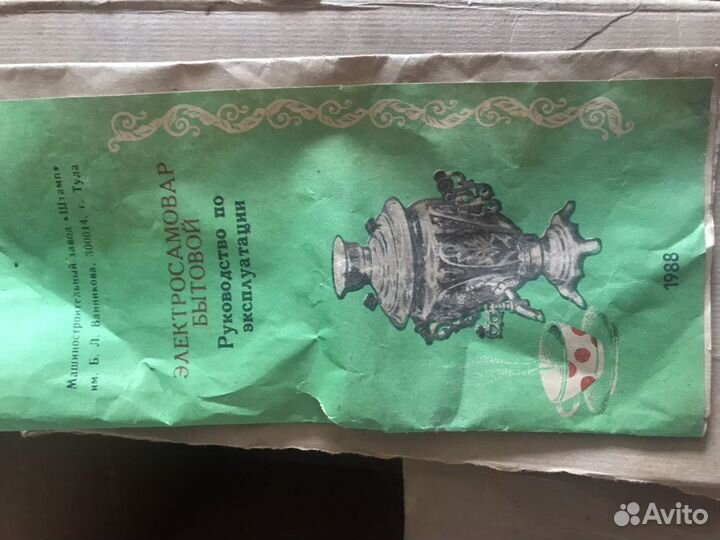 Машиностроительный завод «Штамп»
им. Б. Л. Ванникова. 300014, г. Тула
ЭЛЕКТРОСАМОВАР
БЫТОВОЙ
Руководство по
эксплуатации
1988
Avito